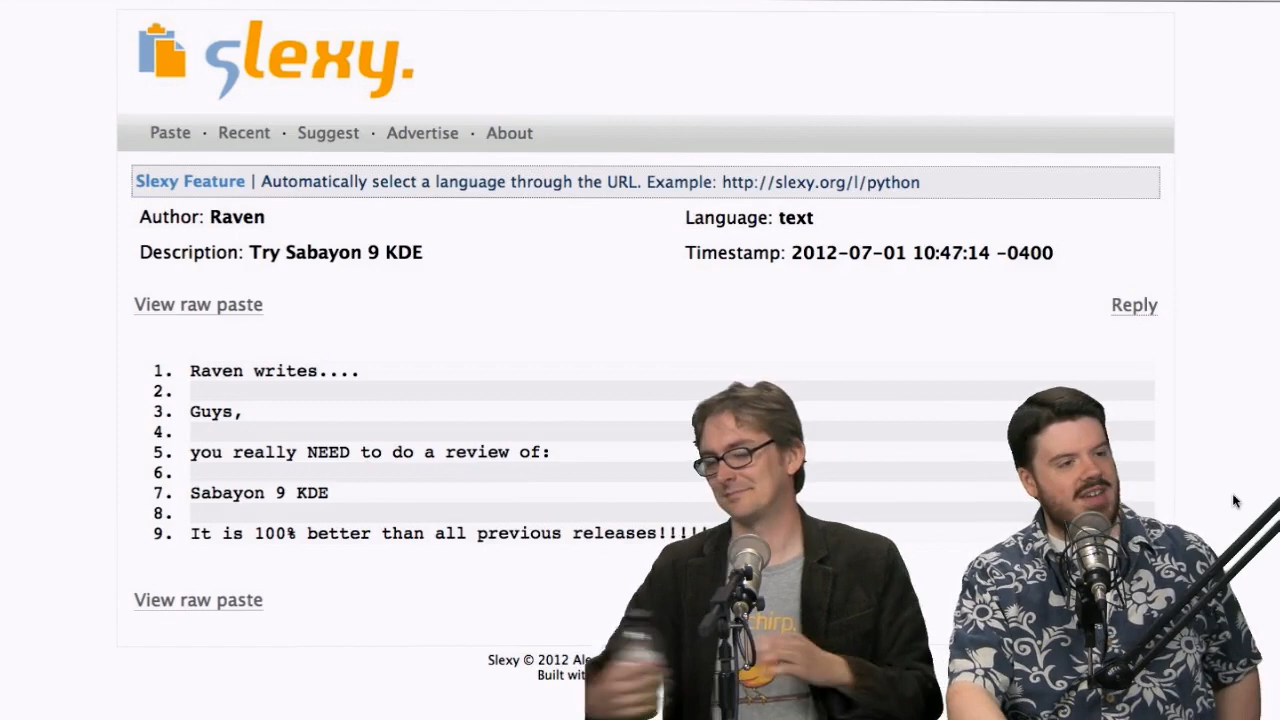 slexy.
Paste · Recent · Suggest · Advertise · About
Slexy Feature | Automatically select a language through the URL. Example: http://slexy.org/l/python
Author: Raven
Language: text
Description: Try Sabayon 9 KDE
Timestamp: 2012-07-01 10:47:14 -0400
View raw paste
Reply
1. Raven writes....
2.
3. Guys,
4.
5. you really NEED to do a review of:
6.
7. Sabayon 9 KDE
8.
9. It is 100% better than all previous releases!!!!!
View raw paste
chirp.
Slexy © 2012
Built